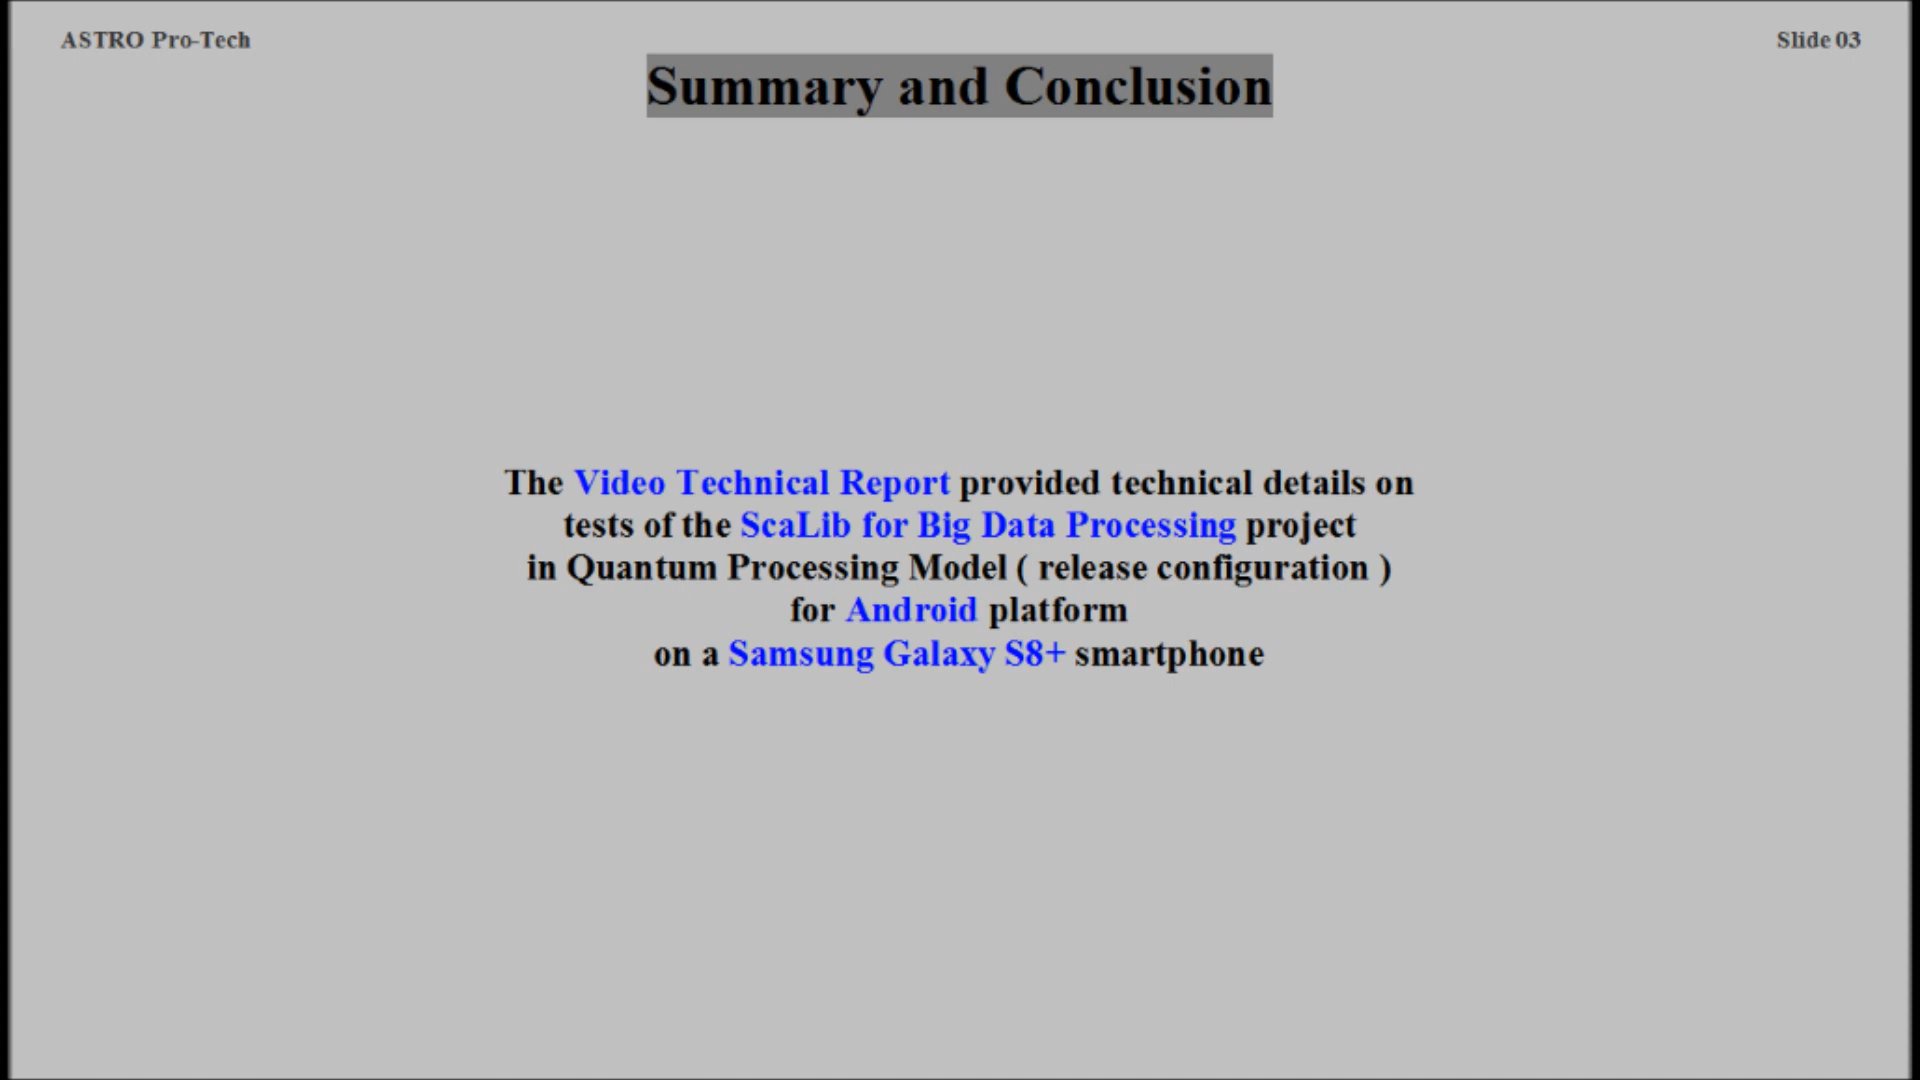 ASTRO Pro-Tech
Slide 03
Summary and Conclusion
The Video Technical Report provided technical details on
tests of the ScaLib for Big Data Processing project
in Quantum Processing Model ( release configuration )
for Android platform
on a Samsung Galaxy S8+ smartphone